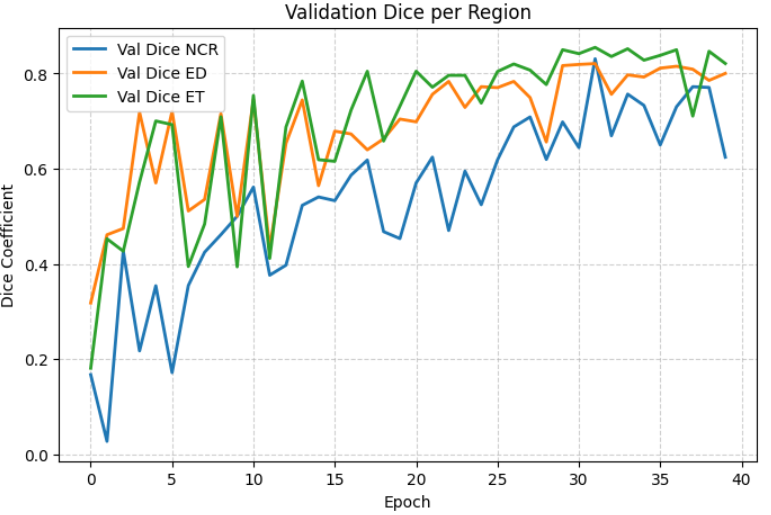 Validation Dice per Region
Val Dice NCR
Val Dice ED
Val Dice ET
Dice Coefficient
0.8
0.6
0.4
0.2
0.0
0 5 10 15 20 25 30 35 40
Epoch